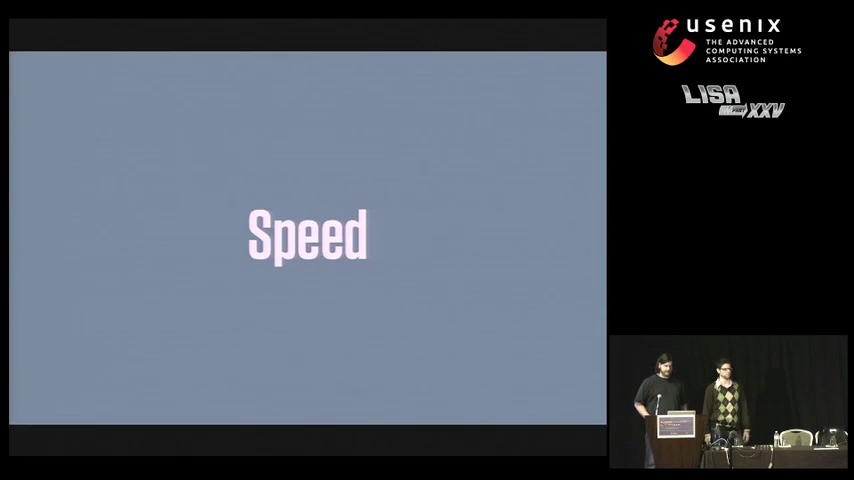 Speed
usenix
THE ADVANCED
COMPUTING SYSTEMS
ASSOCIATION
LISA
XXV